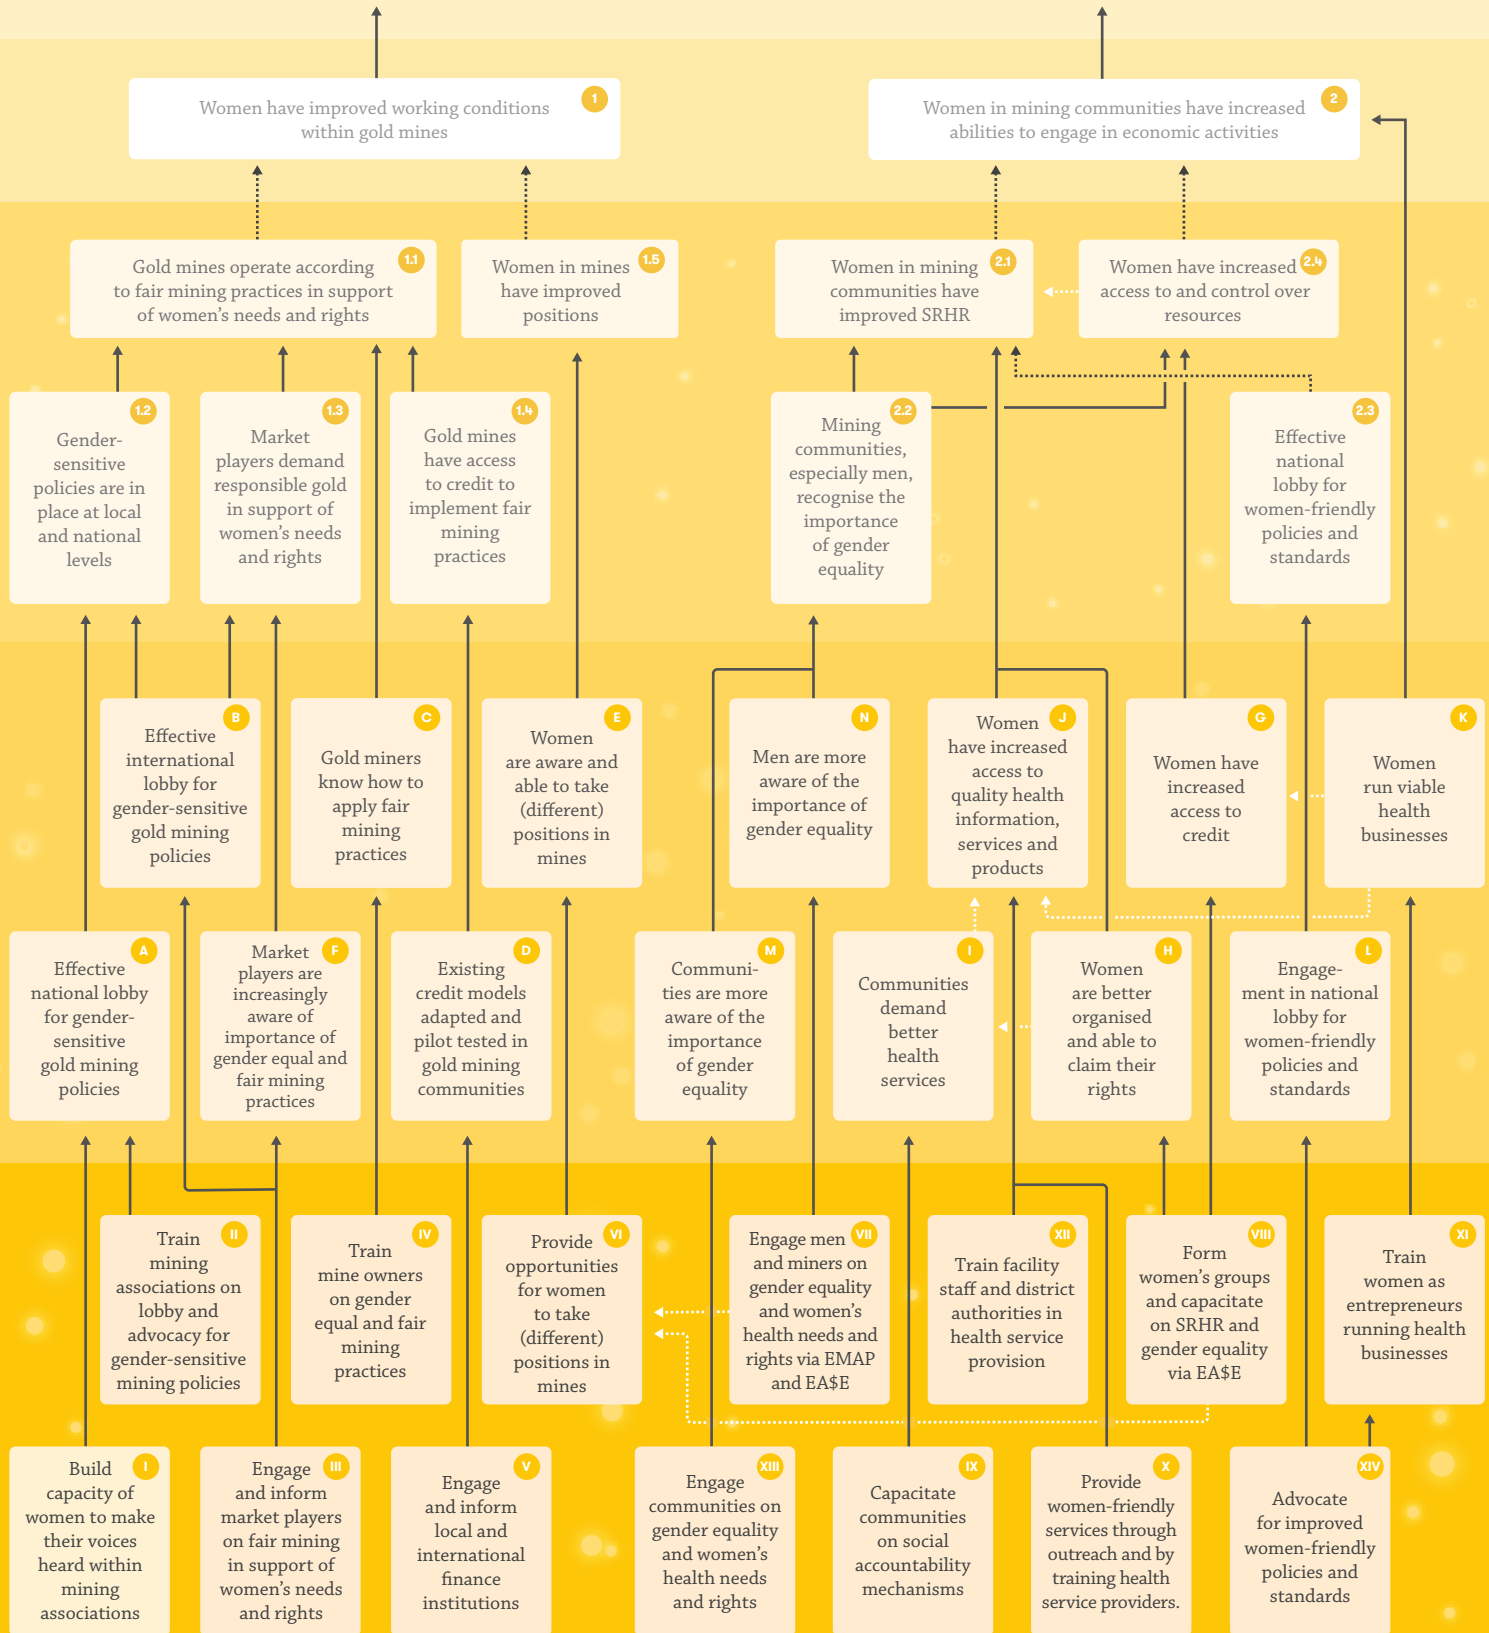 Women have improved working conditions
within gold mines
1
Women in mining communities have increased
abilities to engage in economic activities
2
Gold mines operate according
to fair mining practices in support
of women's needs and rights
1.1
Women in mines
have improved
positions
1.5
Women in mining
communities have
improved SRHR
2.1
Women have increased
access to and control over
resources
2.4
Gender-
sensitive
policies are in
place at local
and national
levels
1.2
Market
players demand
responsible gold
in support of
women's needs
and rights
1.3
Gold mines
have access
to credit to
implement fair
mining
practices
1.4
Mining
communities,
especially men,
recognise the
importance
of gender
equality
2.2
Effective
national
lobby for
women-friendly
policies and
standards
2.3
Effective
international
lobby for
gender-sensitive
gold mining
policies
B
Gold miners
know how to
apply fair
mining
practices
C
Women
are aware and
able to take
(different)
positions in
mines
E
Men are more
aware of the
importance of
gender equality
N
Women
have increased
access to
quality health
information,
services and
products
J
Women have
increased
access to
credit
G
Women
run viable
health
businesses
K
Effective
national lobby
for gender-
sensitive
gold mining
policies
A
Market
players are
increasingly
aware of
importance of
gender equal and
fair mining
practices
F
Existing
credit models
adapted and
pilot tested in
gold mining
communities
D
Communi-
ties are more
aware of the
importance
of gender
equality
M
Communities
demand
better
health
services
I
Women
are better
organised
and able to
claim their
rights
H
Engage-
ment in national
lobby for
women-friendly
policies and
standards
L
Train
mining
associations on
lobby and
advocacy for
gender-sensitive
mining policies
II
Train
mine owners
on gender
equal and fair
mining
practices
IV
Provide
opportunities
for women
to take
(different)
positions in
mines
VI
Engage men
and miners on
gender equality
and women's
health needs and
rights via EMAP
and EA$E
VII
Train facility
staff and district
authorities in
health service
provision
XII
Form
women's groups
and capacitate
on SRHR and
gender equality
via EA$E
VIII
Train
women as
entrepreneurs
running health
businesses
XI
Build
capacity of
women to make
their voices
heard within
mining
associations
I
Engage
and inform
market players
on fair mining
in support of
women's needs
and rights
III
Engage
and inform
local and
international
finance
institutions
V
Engage
communities on
gender equality
and women's
health needs
and rights
XIII
Capacitate
communities
on social
accountability
mechanisms
IX
Provide
women-friendly
services through
outreach and by
training health
service providers.
X
Advocate
for improved
women-friendly
policies and
standards
XIV